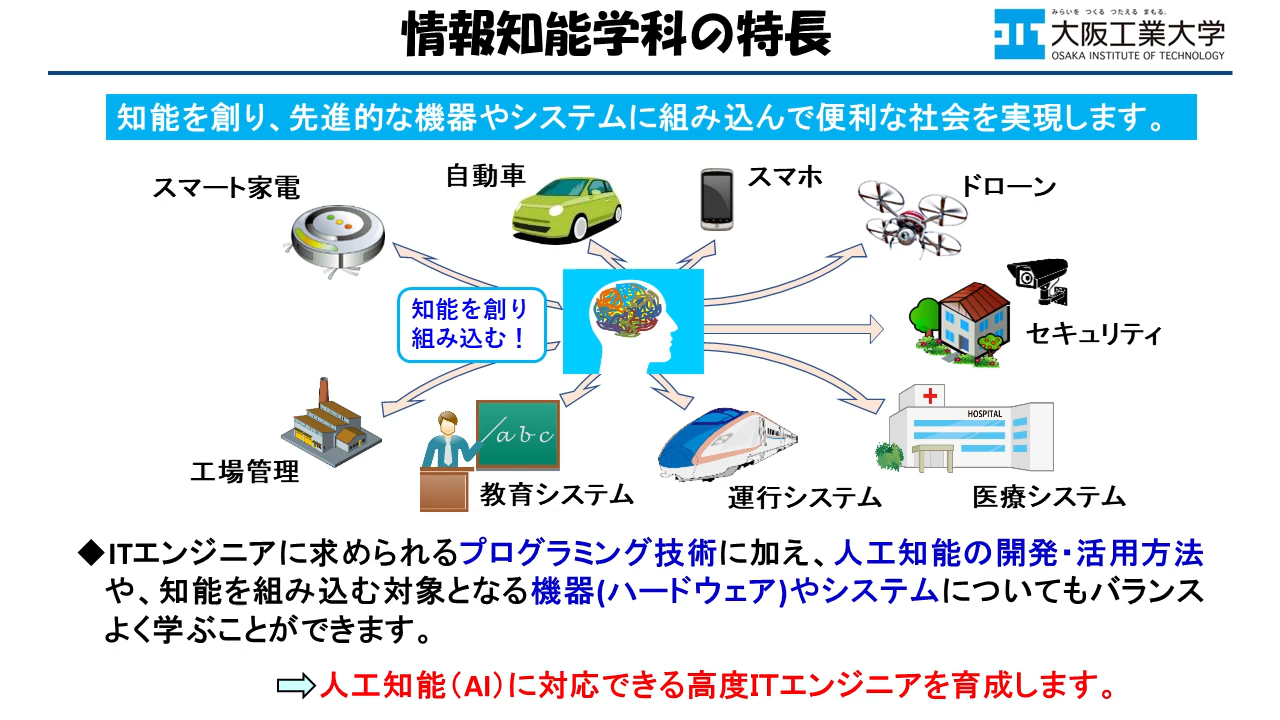 情報知能学科の特長
みらいを つくる つたえる まもる。
大阪工業大学
OSAKA INSTITUTE OF TECHNOLOGY
知能を創り、先進的な機器やシステムに組み込んで便利な社会を実現します。
スマート家電
自動車
スマホ
ドローン
セキュリティ
知能を創り
組み込む！
HOSPITAL
abc
工場管理
教育システム
運行システム
医療システム
◆ITエンジニアに求められるプログラミング技術に加え、人工知能の開発・活用方法
や、知能を組み込む対象となる機器(ハードウェア)やシステムについてもバランス
よく学ぶことができます。
人工知能（AI）に対応できる高度ITエンジニアを育成します。